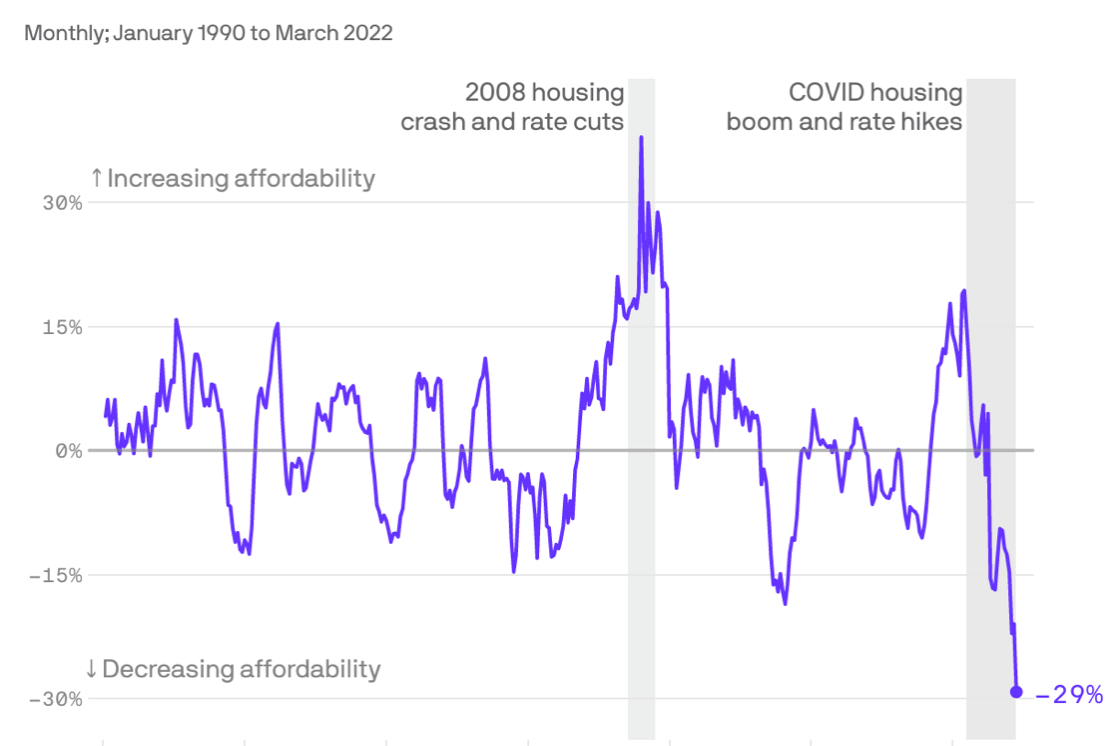 Monthly; January 1990 to March 2022
2008 housing
crash and rate cuts
COVID housing
boom and rate hikes
↑ Increasing affordability
30%
15%
0%
−15%
↓ Decreasing affordability
−30%
−29%